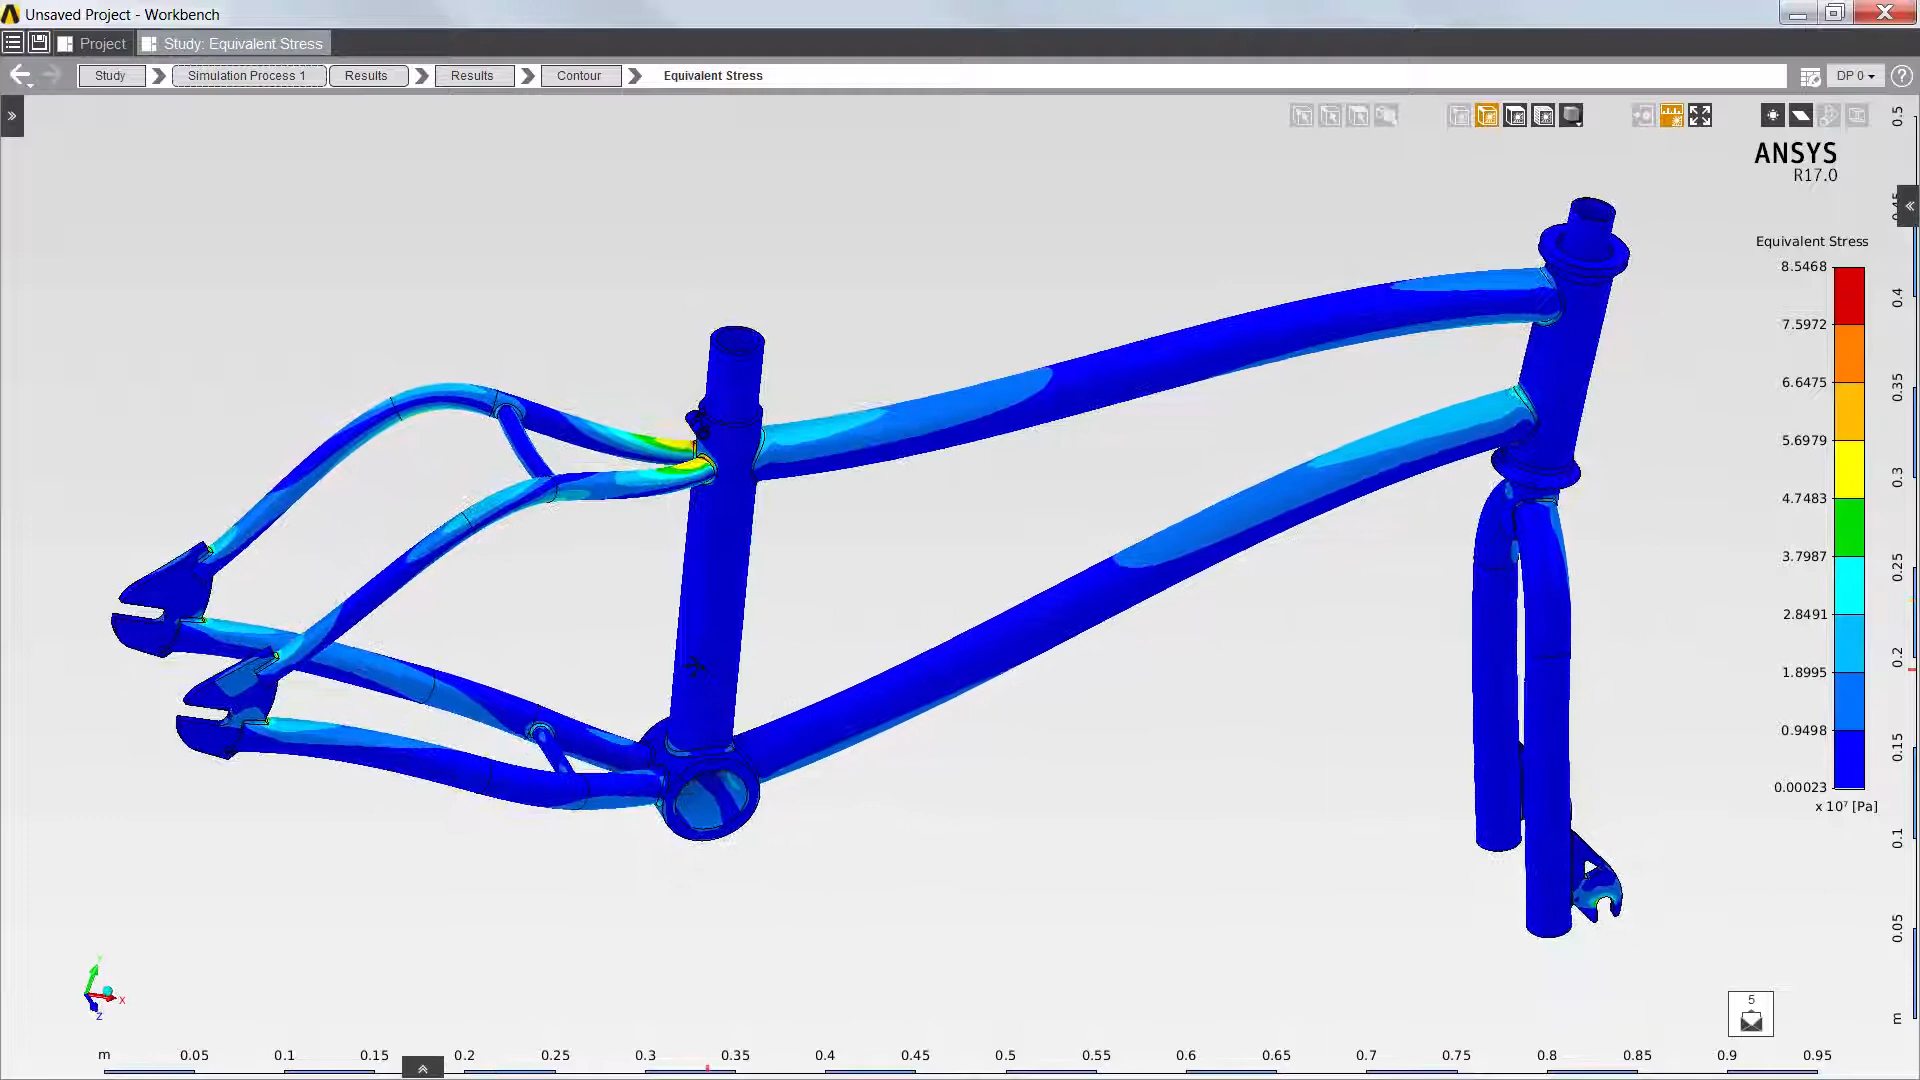 Unsaved Project - Workbench
Project
Study: Equivalent Stress
Study
Simulation Process 1
Results
Results
Contour
Equivalent Stress
DP 0
?
ANSYS
R17.0
Equivalent Stress
8.5468
7.5972
6.6475
5.6979
4.7483
3.7987
2.8491
1.8995
0.9498
0.00023
x 10⁷ [Pa]
0.5
0.45
0.4
0.35
0.3
0.25
0.2
0.15
0.1
0.05
m
Y
X
Z
5
m 0.05 0.1 0.15 0.2 0.25 0.3 0.35 0.4 0.45 0.5 0.55 0.6 0.65 0.7 0.75 0.8 0.85 0.9 0.95